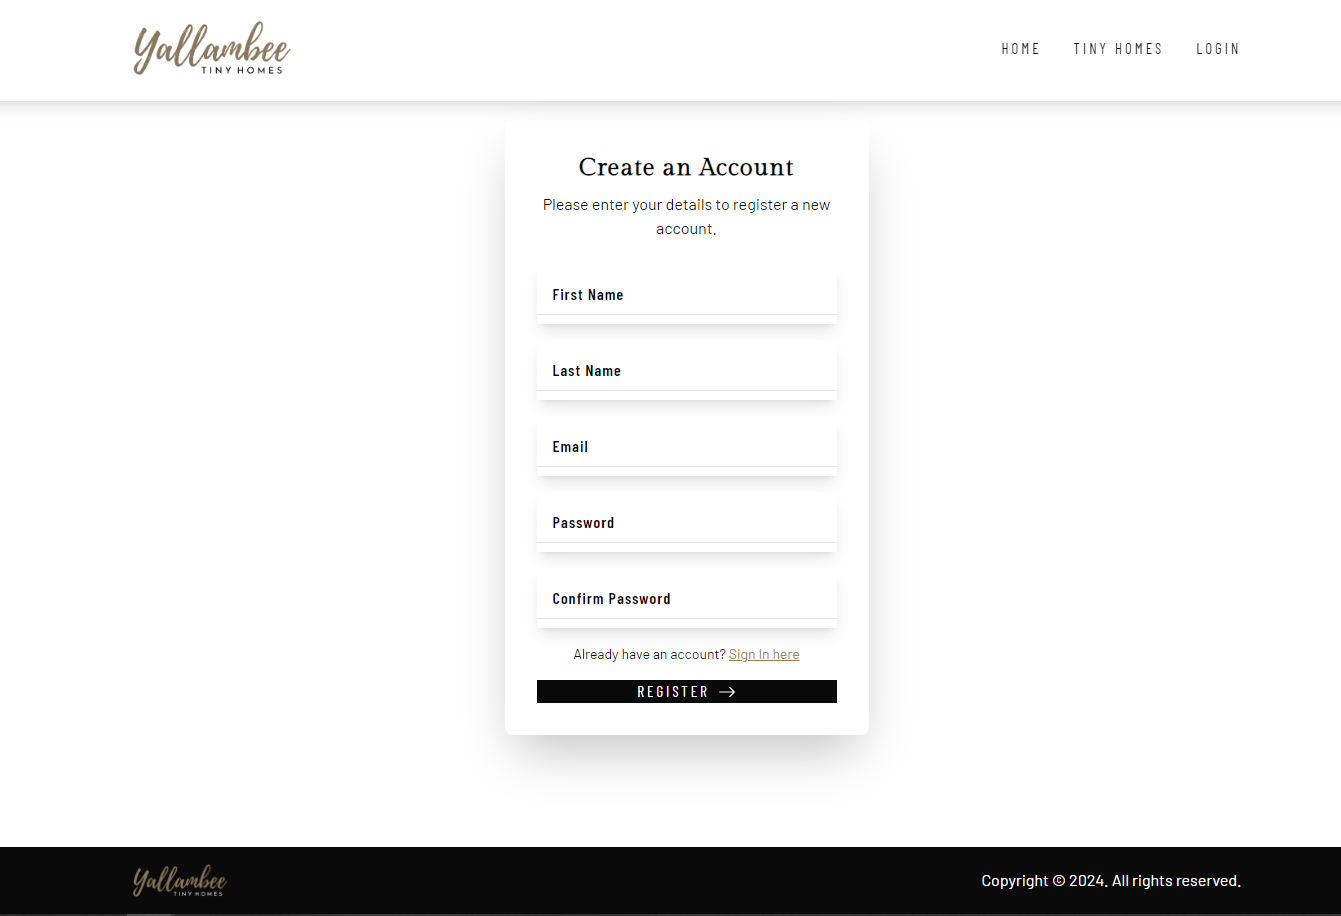 Yallambee
TINY HOMES
HOME TINY HOMES LOGIN
Create an Account
Please enter your details to register a new
account.
First Name
Last Name
Email
Password
Confirm Password
Already have an account? Sign In here
REGISTER →
Yallambee
TINY HOMES
Copyright © 2024. All rights reserved.